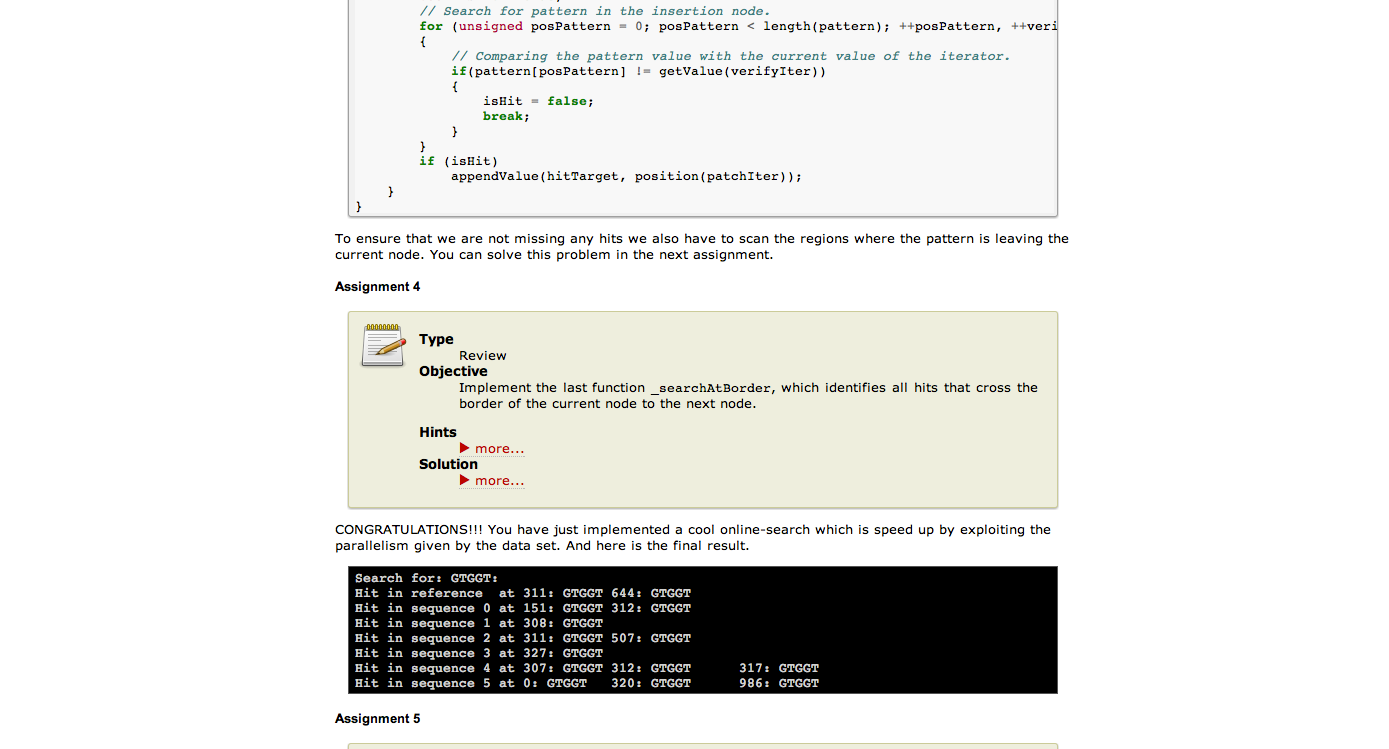 // Search for pattern in the insertion node.
for (unsigned posPattern = 0; posPattern < length(pattern); ++posPattern, ++veri
{
// Comparing the pattern value with the current value of the iterator.
if(pattern[posPattern] != getValue(verifyIter))
{
isHit = false;
break;
}
}
if (isHit)
appendValue(hitTarget, position(patchIter));
}
}
To ensure that we are not missing any hits we also have to scan the regions where the pattern is leaving the
current node. You can solve this problem in the next assignment.
Assignment 4
Type
Review
Objective
Implement the last function _searchAtBorder, which identifies all hits that cross the
border of the current node to the next node.
Hints
more...
Solution
more...
CONGRATULATIONS!!! You have just implemented a cool online-search which is speed up by exploiting the
parallelism given by the data set. And here is the final result.
Search for: GTGGT:
Hit in reference  at 311: GTGGT 644: GTGGT
Hit in sequence 0 at 151: GTGGT 312: GTGGT
Hit in sequence 1 at 308: GTGGT
Hit in sequence 2 at 311: GTGGT 507: GTGGT
Hit in sequence 3 at 327: GTGGT
Hit in sequence 4 at 307: GTGGT 312: GTGGT      317: GTGGT
Hit in sequence 5 at 0: GTGGT   320: GTGGT      986: GTGGT
Assignment 5